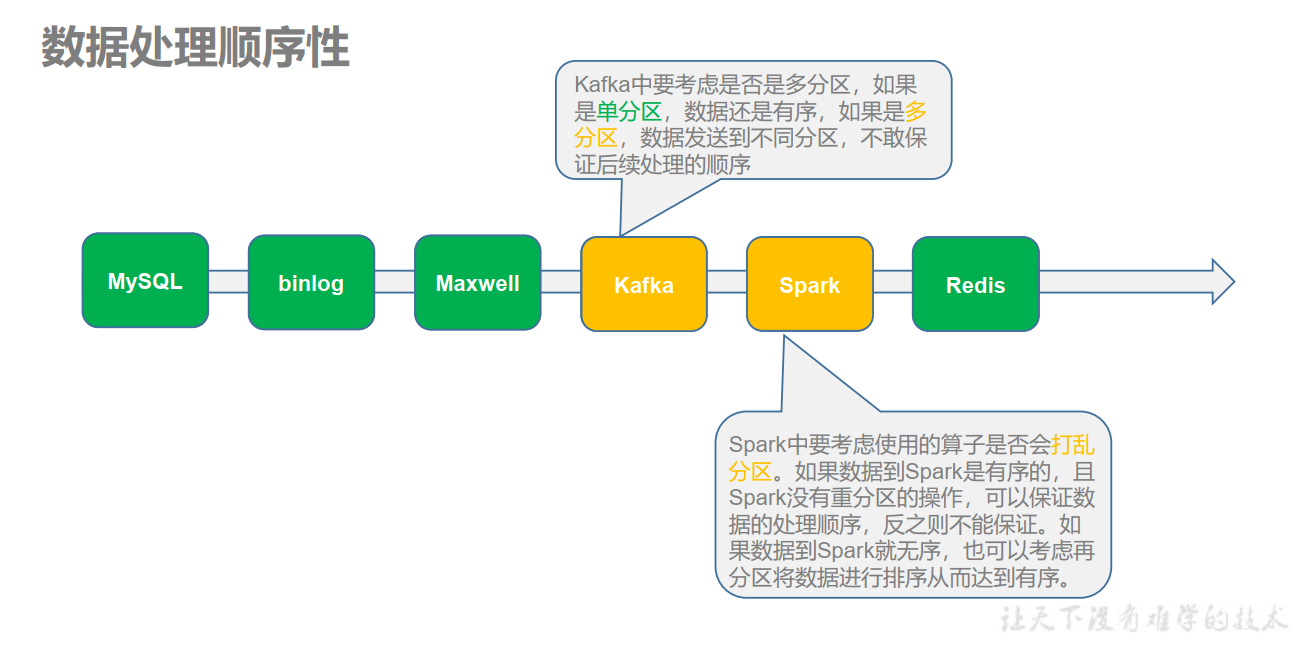 数据处理顺序性
Kafka中要考虑是否是多分区，如果
是单分区，数据还是有序，如果是多
分区，数据发送到不同分区，不敢保
证后续处理的顺序
MySQL
binlog
Maxwell
Kafka
Spark
Redis
Spark中要考虑使用的算子是否会打乱
分区。如果数据到Spark是有序的，且
Spark没有重分区的操作，可以保证数
据的处理顺序，反之则不能保证。如
果数据到Spark就无序，也可以考虑再
分区将数据进行排序从而达到有序。
让天下没有难学的技术